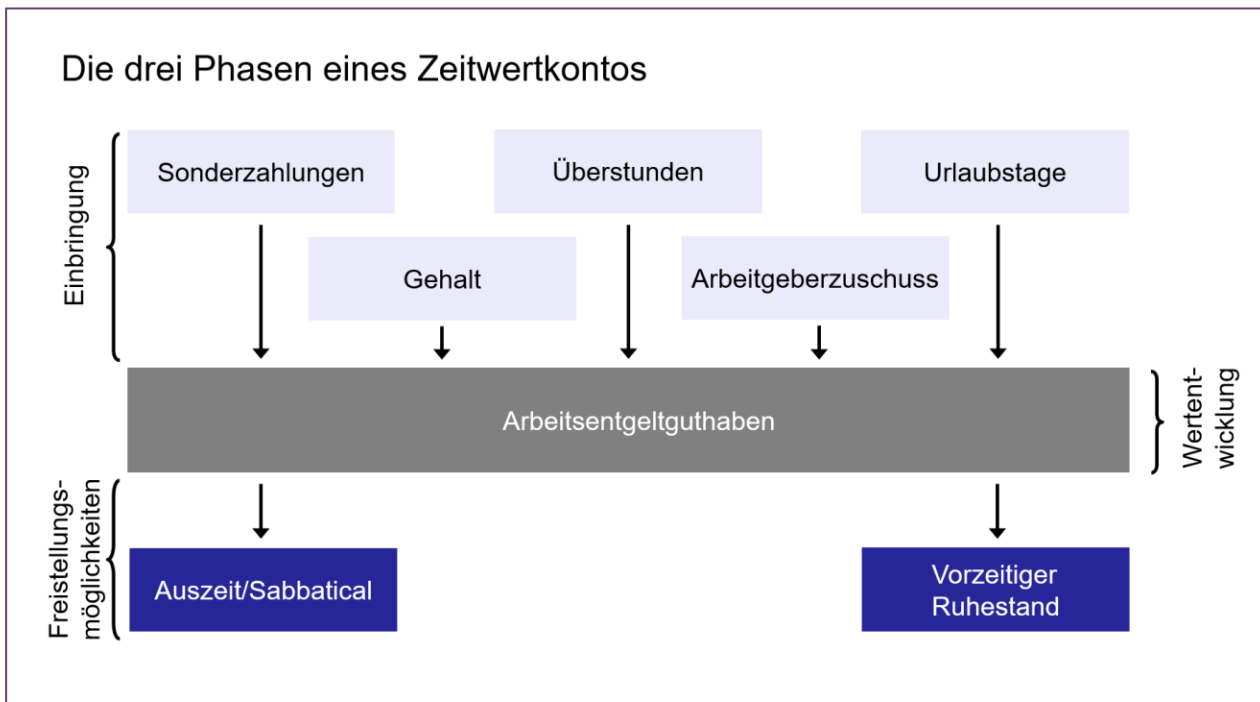 Die drei Phasen eines Zeitwertkontos
Einbringung
Sonderzahlungen
Überstunden
Urlaubstage
Gehalt
Arbeitgeberzuschuss
Arbeitsentgeltguthaben
Wertent-
wicklung
Freistellungs-
möglichkeiten
Auszeit/Sabbatical
Vorzeitiger
Ruhestand